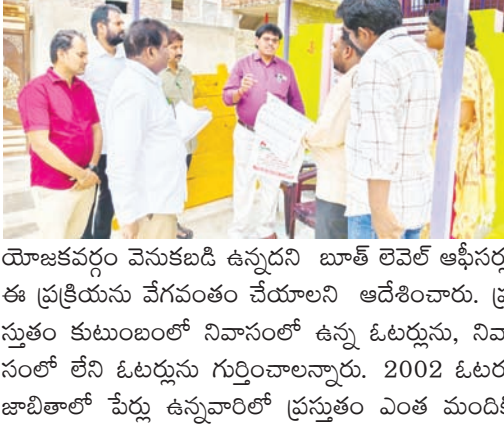 యోజకవర్గం వెనుకబడి ఉన్నదని బూత్ లెవెల్ ఆఫీసర్ల
ఈ ప్రక్రియను వేగవంతం చేయాలని ఆదేశించారు. ప్ర
స్తుతం కుటుంబంలో నివాసంలో ఉన్న ఓటర్లును, నివా
సంలో లేని ఓటర్లును గుర్తించాలన్నారు. 2002 ఓటర
జాబితాలో పేర్లు ఉన్నవారిలో ప్రస్తుతం ఎంత మందికి